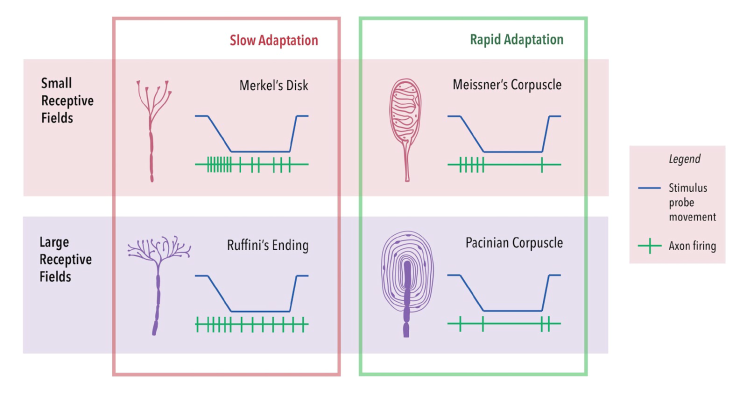 Slow Adaptation
Rapid Adaptation
Small
Receptive
Fields
Merkel's Disk
Meissner's Corpuscle
Large
Receptive
Fields
Ruffini's Ending
Pacinian Corpuscle
Legend
Stimulus
probe
movement
Axon firing